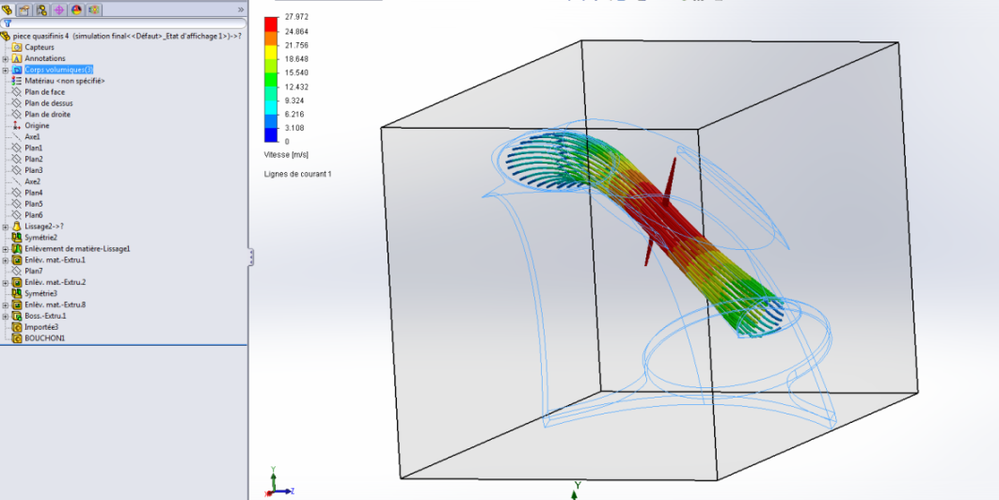 piece quasifinis 4 (simulation final<<Défaut>_Etat d'affichage 1>)->?
Capteurs
Annotations
Corps volumiques(3)
Matériau <non spécifié>
Plan de face
Plan de dessus
Plan de droite
Origine
Axe1
Plan1
Plan2
Plan3
Axe2
Plan4
Plan5
Plan6
Lissage2->?
Symétrie2
Enlèvement de matière-Lissage1
Enlèv. mat.-Extru.1
Plan7
Enlèv. mat.-Extru.2
Symétrie3
Enlèv. mat.-Extru.8
Boss.-Extru.1
Importée3
BOUCHON1
27.972
24.864
21.756
18.648
15.540
12.432
9.324
6.216
3.108
0
Vitesse [m/s]
Lignes de courant 1
Y
Z
Y